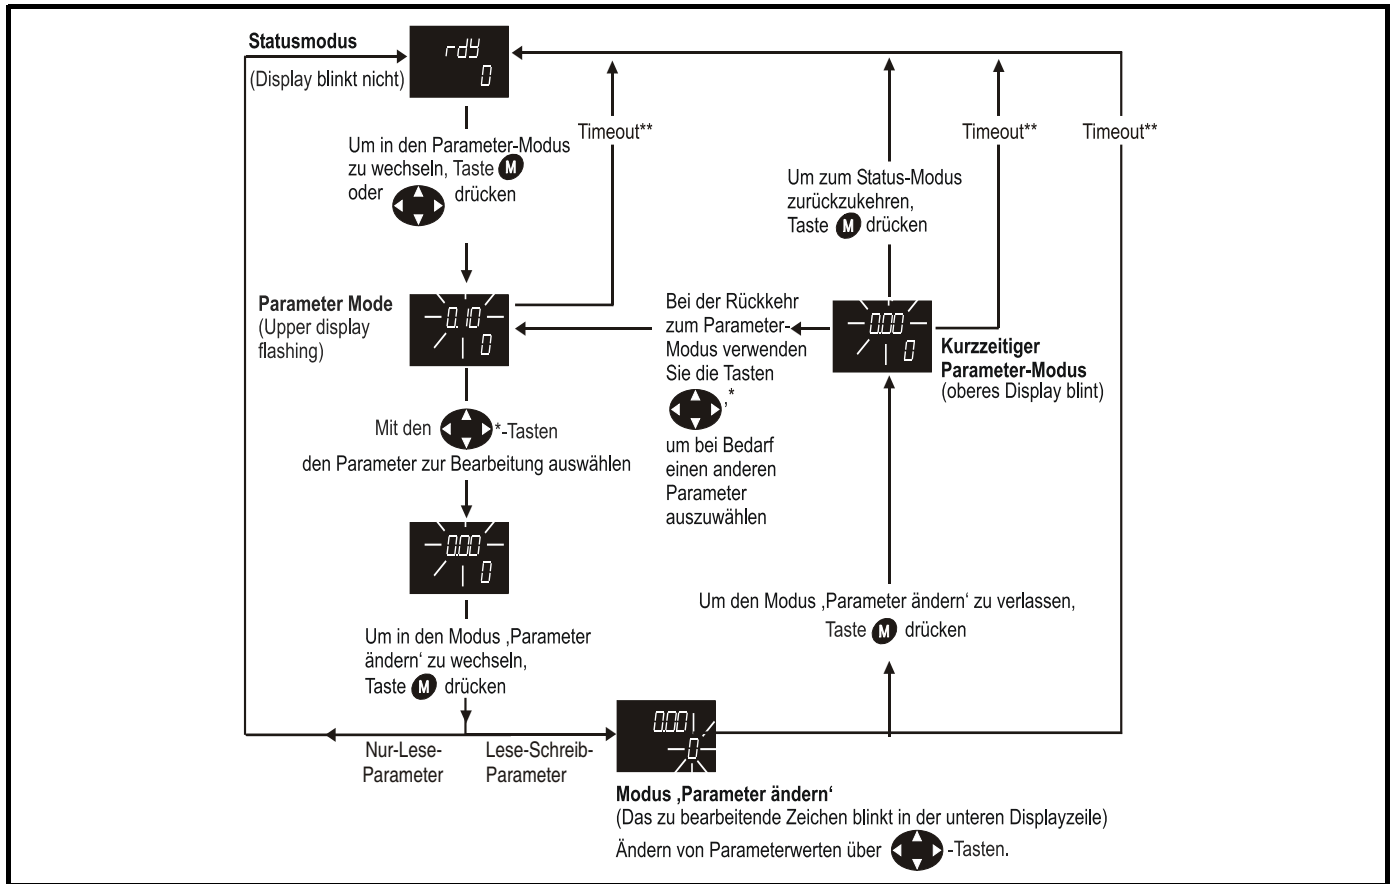 Statusmodus
(Display blinkt nicht)
rdY
0
Um in den Parameter-Modus
zu wechseln, Taste M
oder drücken
Timeout**
Timeout**
Timeout**
Um zum Status-Modus
zurückzukehren,
Taste M drücken
Parameter Mode
(Upper display
flashing)
0.10
0
Bei der Rückkehr
zum Parameter-
Modus verwenden
Sie die Tasten
,*
um bei Bedarf
einen anderen
Parameter
auszuwählen
0.00
0
Kurzzeitiger
Parameter-Modus
(oberes Display blint)
Mit den *-Tasten
den Parameter zur Bearbeitung auswählen
0.00
0
Um in den Modus ‚Parameter
ändern‘ zu wechseln,
Taste M drücken
Um den Modus ‚Parameter ändern‘ zu verlassen,
Taste M drücken
Nur-Lese-
Parameter
Lese-Schreib-
Parameter
0.00
0
Modus ‚Parameter ändern‘
(Das zu bearbeitende Zeichen blinkt in der unteren Displayzeile)
Ändern von Parameterwerten über -Tasten.